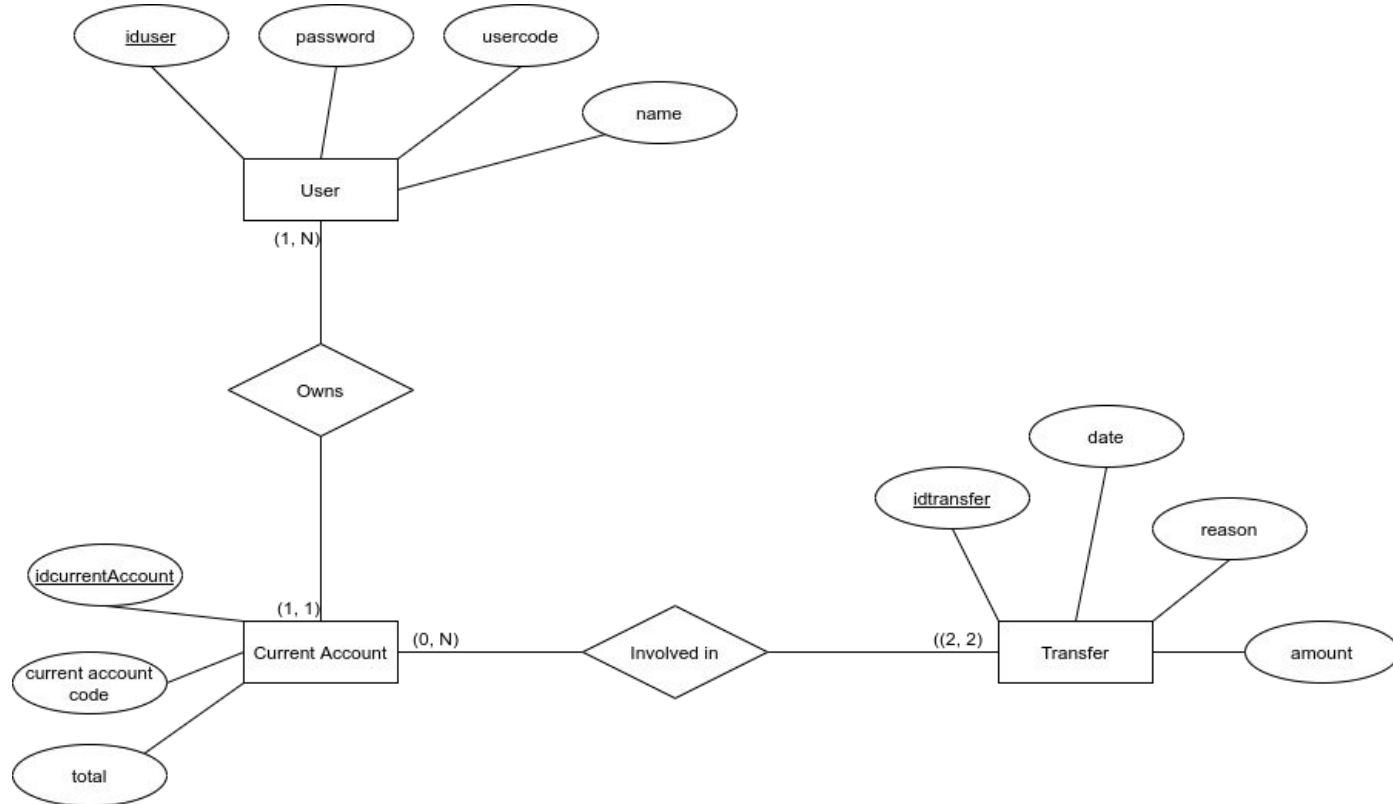 iduser
password
usercode
name
User
(1, N)
Owns
date
idtransfer
reason
idcurrentAccount
(1, 1)
(0, N)
((2, 2)
Current Account
Involved in
Transfer
amount
current account
code
total